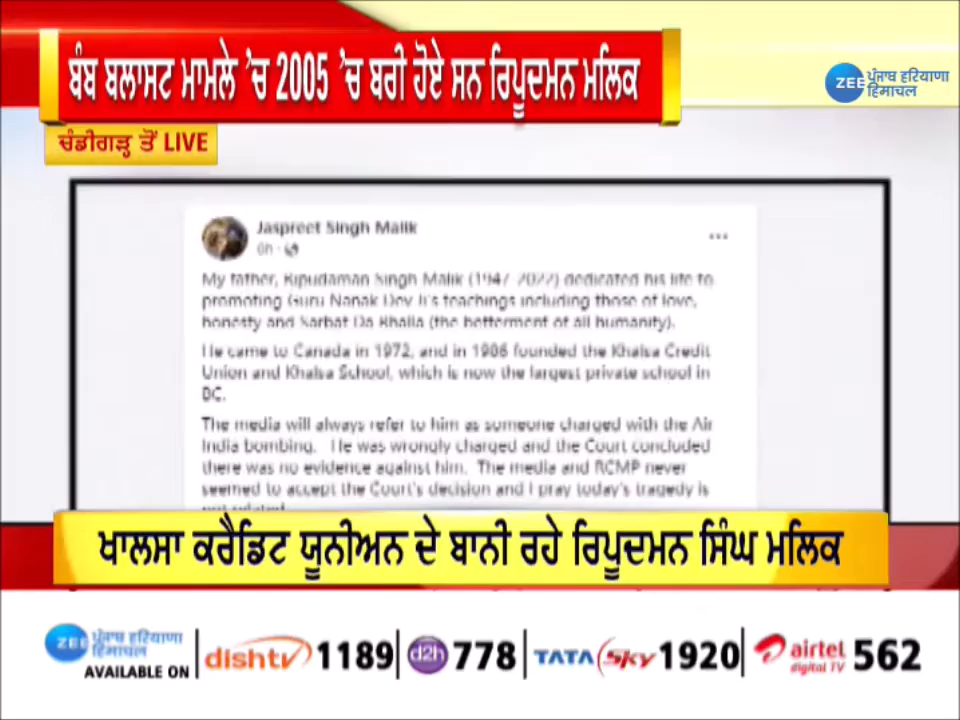 ਬੰਬ ਬਲਾਸਟ ਮਾਮਲੇ 'ਚ 2005 'ਚ ਬਰੀ ਹੋਏ ਸਨ ਰਿਪੂਦਮਨ ਮਲਿਕ
ZEE ਪੰਜਾਬ ਹਰਿਆਣਾ
ਹਿਮਾਚਲ
ਚੰਡੀਗੜ੍ਹ ਤੋਂ LIVE
Jaspreet Singh Malik
6h
My father, Ripudaman Singh Malik (1947-2022) dedicated his life to
promoting Guru Nanak Dev Ji's teachings including those of love,
honesty and Sarbat Da Bhalla (the betterment of all humanity).
He came to Canada in 1972, and in 1986 founded the Khalsa Credit
Union and Khalsa School, which is now the largest private school in
BC.
The media will always refer to him as someone charged with the Air
India bombing. He was wrongly charged and the Court concluded
there was no evidence against him. The media and RCMP never
seemed to accept the Court's decision and I pray today's tragedy is
not related.
ਖਾਲਸਾ ਕਰੈਡਿਟ ਯੂਨੀਅਨ ਦੇ ਬਾਨੀ ਰਹੇ ਰਿਪੂਦਮਨ ਸਿੰਘ ਮਲਿਕ
ZEE ਪੰਜਾਬ ਹਰਿਆਣਾ
ਹਿਮਾਚਲ
AVAILABLE ON
dishtv 1189
d2h 778
TATA sky 1920
airtel
digital TV 562